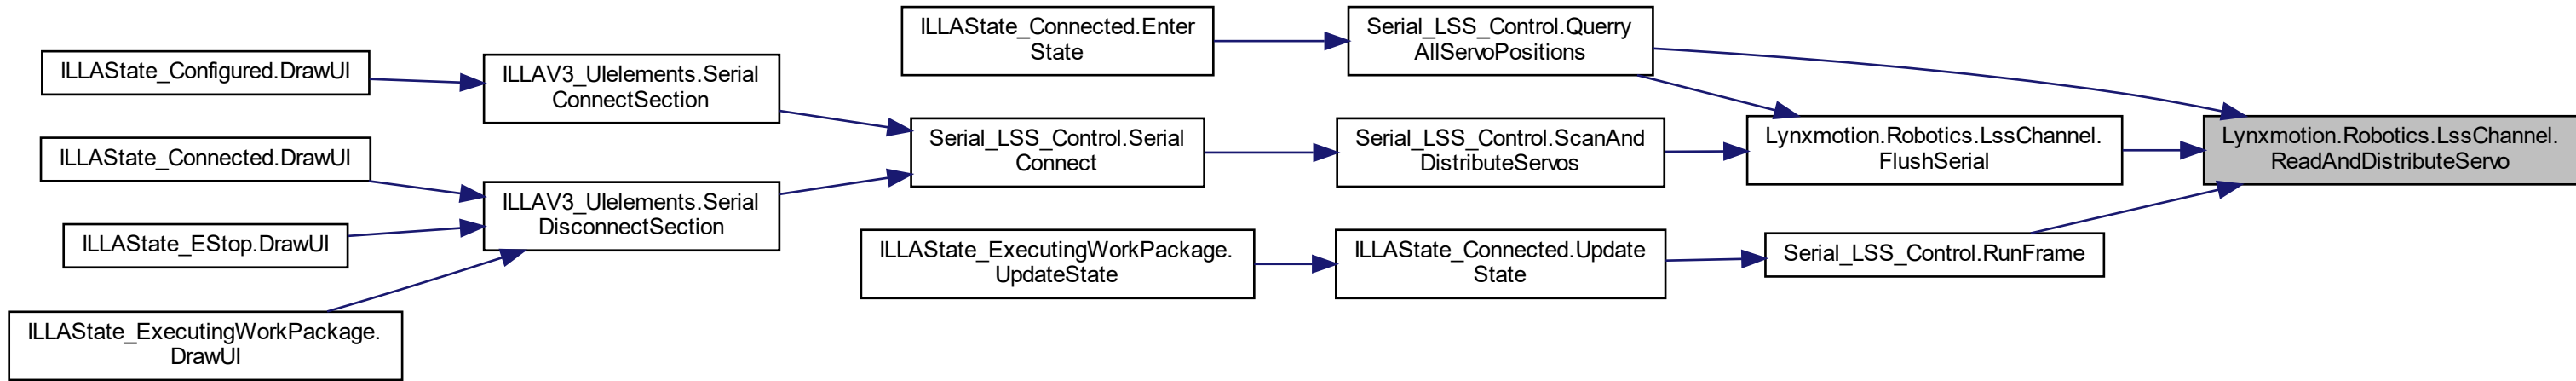 ILLAState_Configured.DrawUI
ILLAState_Connected.DrawUI
ILLAState_EStop.DrawUI
ILLAState_ExecutingWorkPackage.
DrawUI
ILLAV3_UIelements.Serial
ConnectSection
ILLAV3_UIelements.Serial
DisconnectSection
ILLAState_Connected.Enter
State
Serial_LSS_Control.Serial
Connect
ILLAState_ExecutingWorkPackage.
UpdateState
Serial_LSS_Control.Querry
AllServoPositions
Serial_LSS_Control.ScanAnd
DistributeServos
ILLAState_Connected.Update
State
Lynxmotion.Robotics.LssChannel.
FlushSerial
Serial_LSS_Control.RunFrame
Lynxmotion.Robotics.LssChannel.
ReadAndDistributeServo